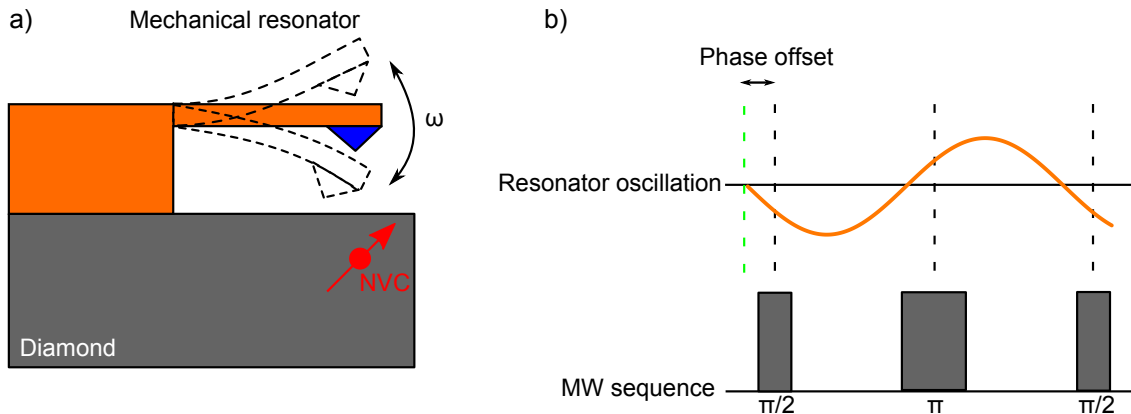 a)
Mechanical resonator
ω
NVC
Diamond
b)
Phase offset
Resonator oscillation
MW sequence
π/2
π
π/2